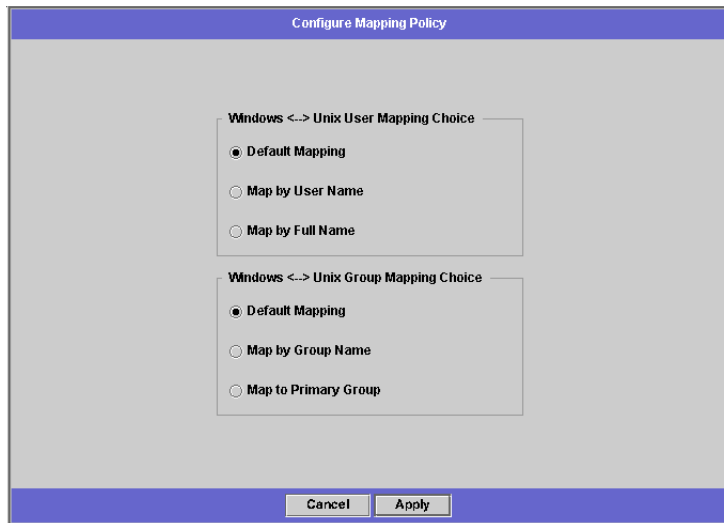 Configure Mapping Policy
Windows <--> Unix User Mapping Choice
Default Mapping
Map by User Name
Map by Full Name
Windows <--> Unix Group Mapping Choice
Default Mapping
Map by Group Name
Map to Primary Group
Cancel Apply